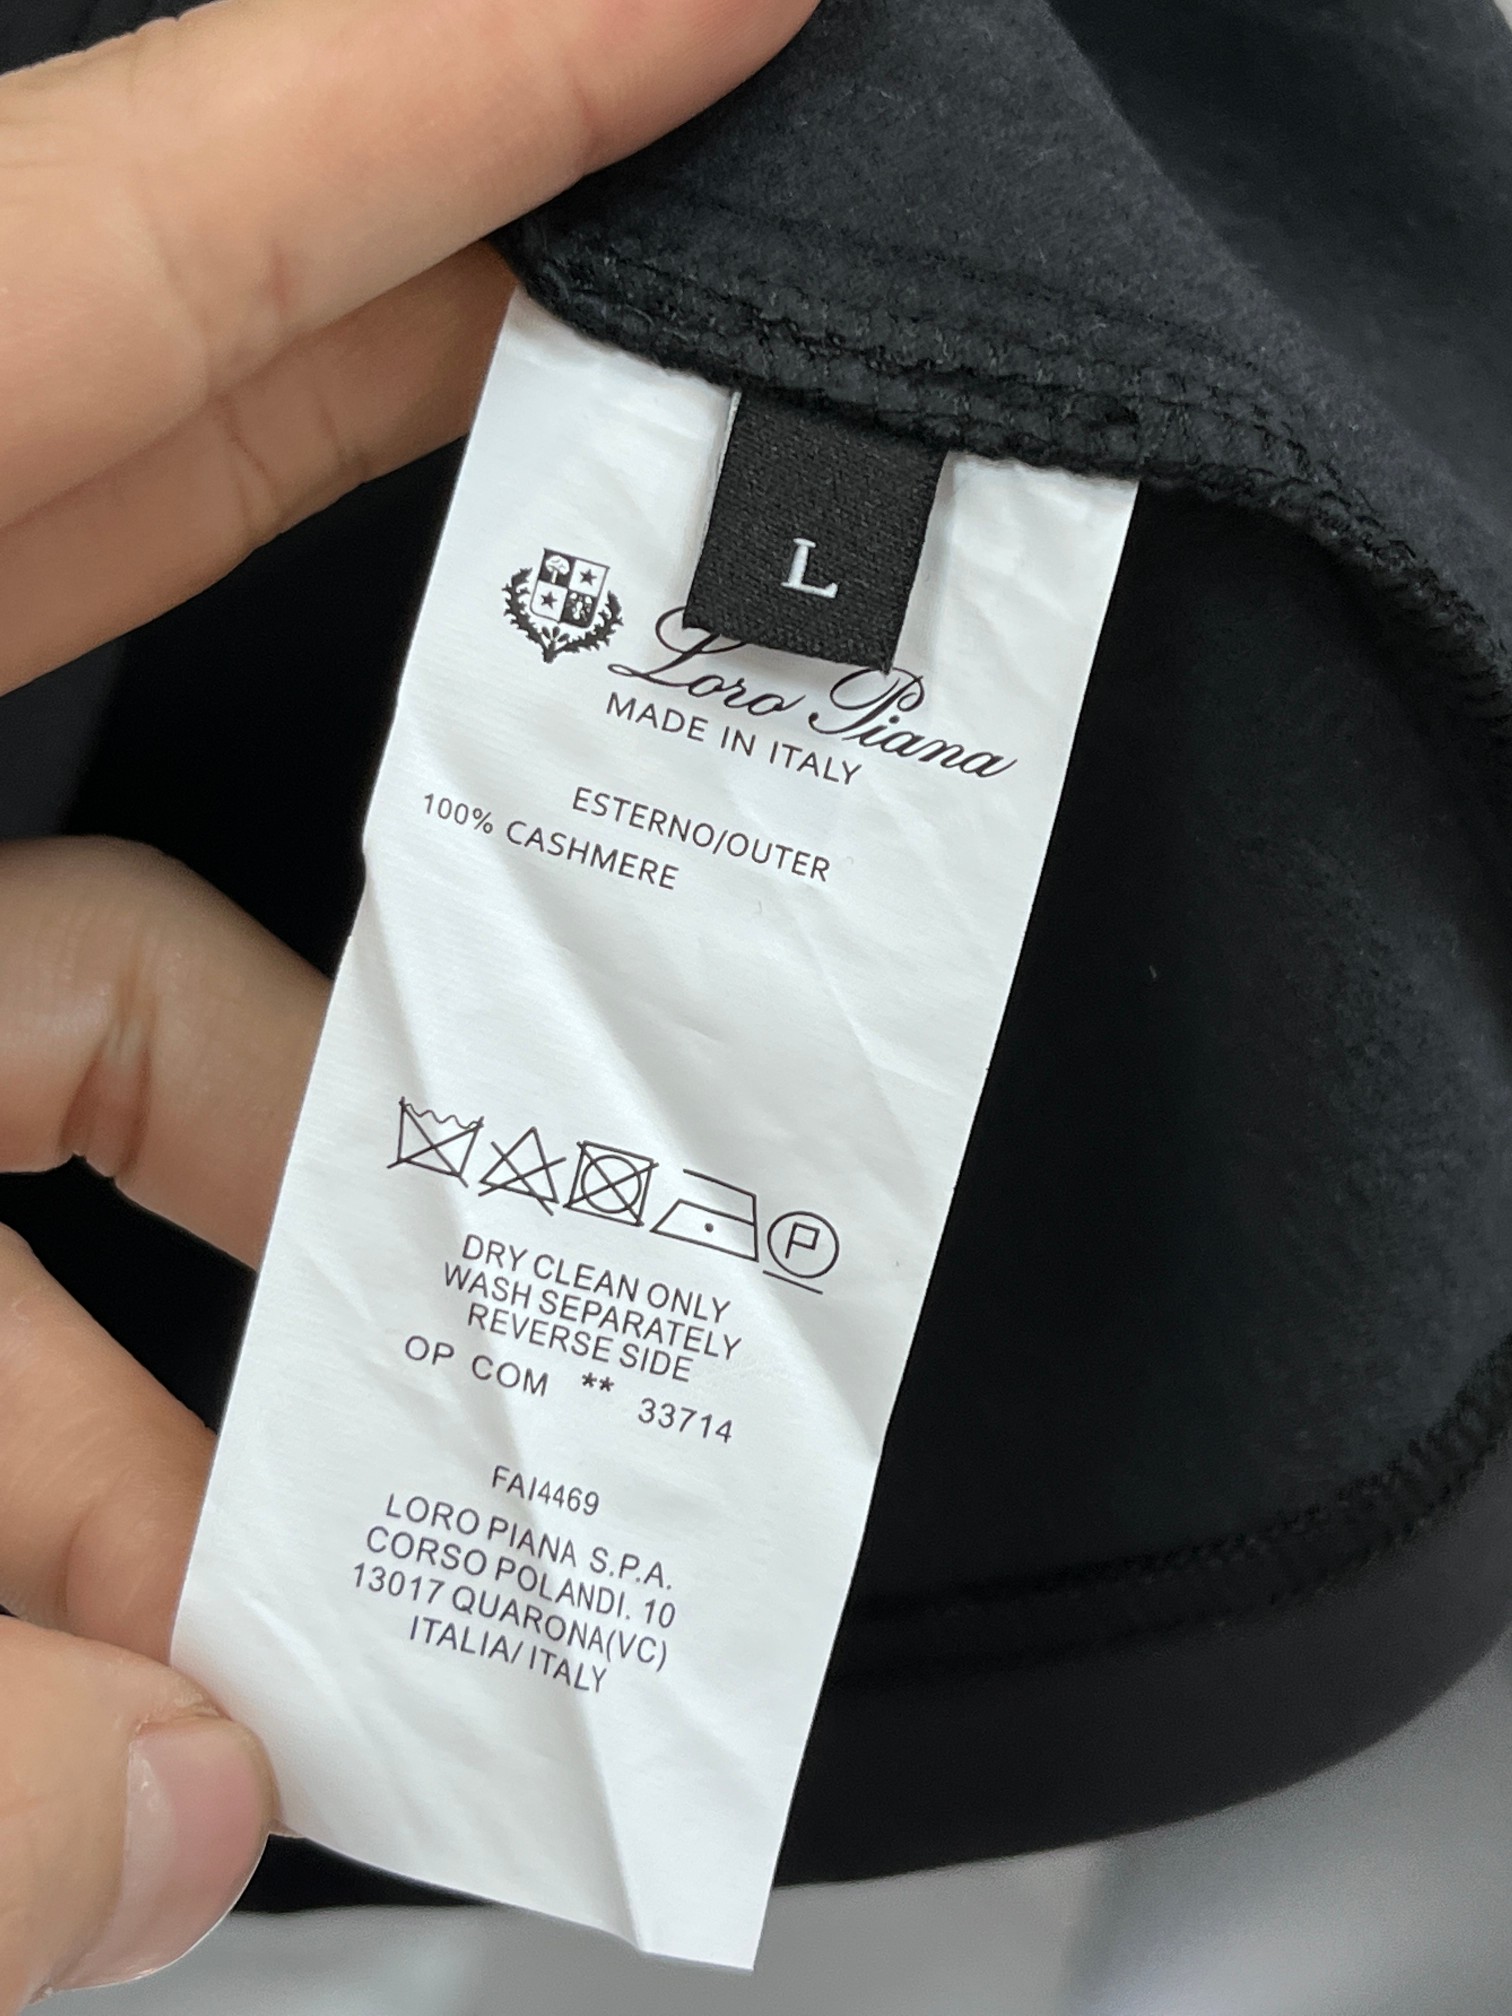 L
Loro Piana
MADE IN ITALY
ESTERNO/OUTER
100% CASHMERE
P
DRY CLEAN ONLY
WASH SEPARATELY
REVERSE SIDE
OP COM ** 33714
FAI4469
LORO PIANA S.P.A.
CORSO POLANDI. 10
13017 QUARONA(VC)
ITALIA/ ITALY